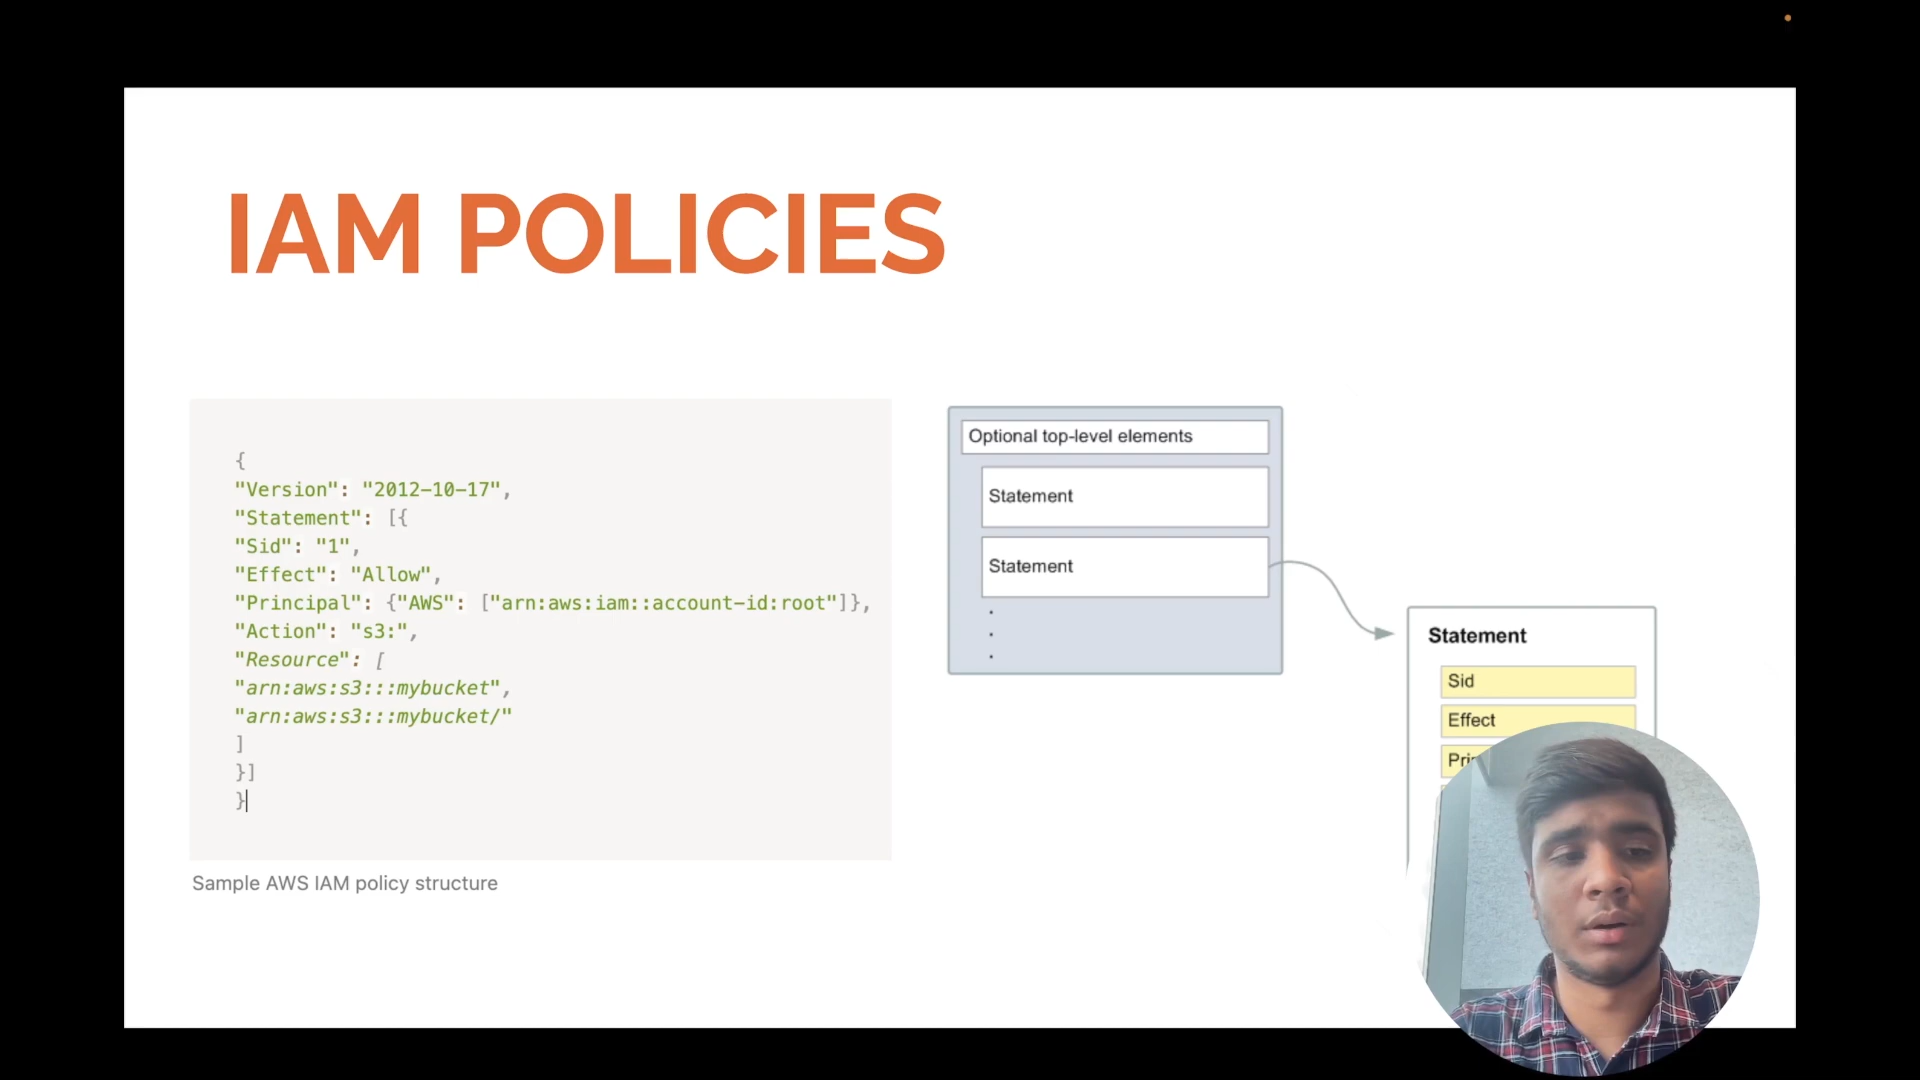 IAM POLICIES
{
"Version": "2012-10-17",
"Statement": [{
"Sid": "1",
"Effect": "Allow",
"Principal": {"AWS": ["arn:aws:iam::account-id:root"]},
"Action": "s3:",
"Resource": [
"arn:aws:s3:::mybucket",
"arn:aws:s3:::mybucket/"
]
}]
}
Sample AWS IAM policy structure
Optional top-level elements
Statement
Statement
.
.
.
Statement
Sid
Effect